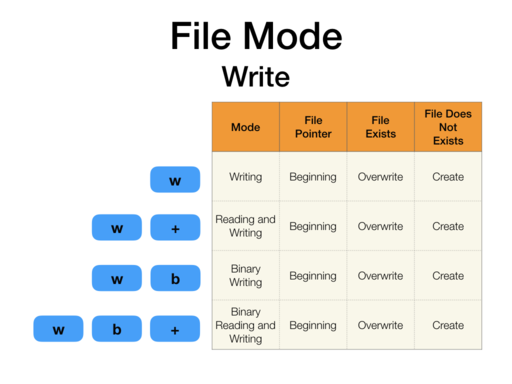 File Mode
Write
Mode File Pointer File Exists File Does Not Exists
w Writing Beginning Overwrite Create
w + Reading and Writing Beginning Overwrite Create
w b Binary Writing Beginning Overwrite Create
w b + Binary Reading and Writing Beginning Overwrite Create